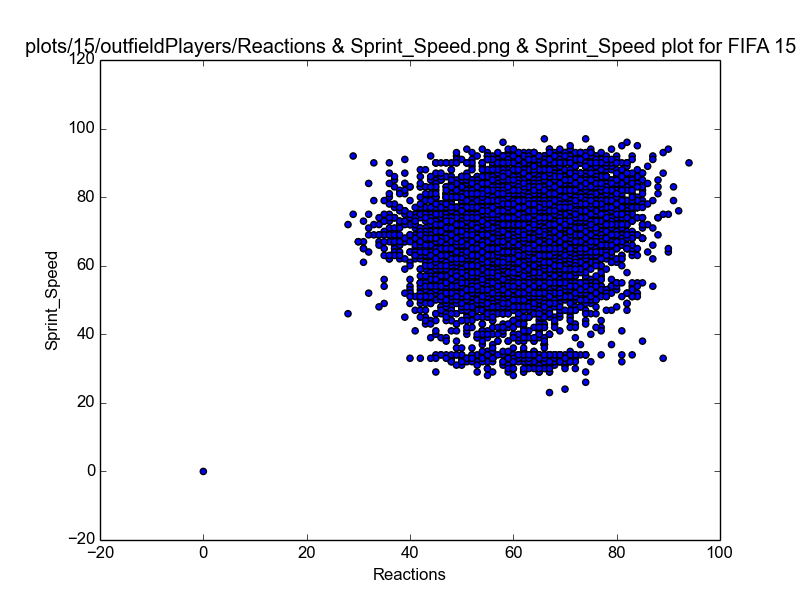 plots/15/outfieldPlayers/Reactions & Sprint_Speed.png & Sprint_Speed plot for FIFA 15
120
100
80
60
40
20
0
−20
−20 0 20 40 60 80 100
Sprint_Speed
Reactions